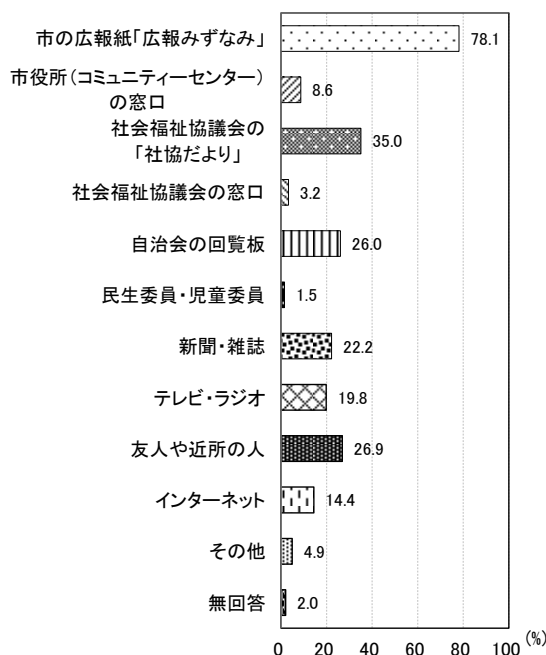 市の広報紙「広報みずなみ」
78.1
市役所(コミュニティーセンター)
の窓口
8.6
社会福祉協議会の
「社協だより」
35.0
社会福祉協議会の窓口
3.2
自治会の回覧板
26.0
民生委員・児童委員
1.5
新聞・雑誌
22.2
テレビ・ラジオ
19.8
友人や近所の人
26.9
インターネット
14.4
その他
4.9
無回答
2.0
0 20 40 60 80 100 (%)